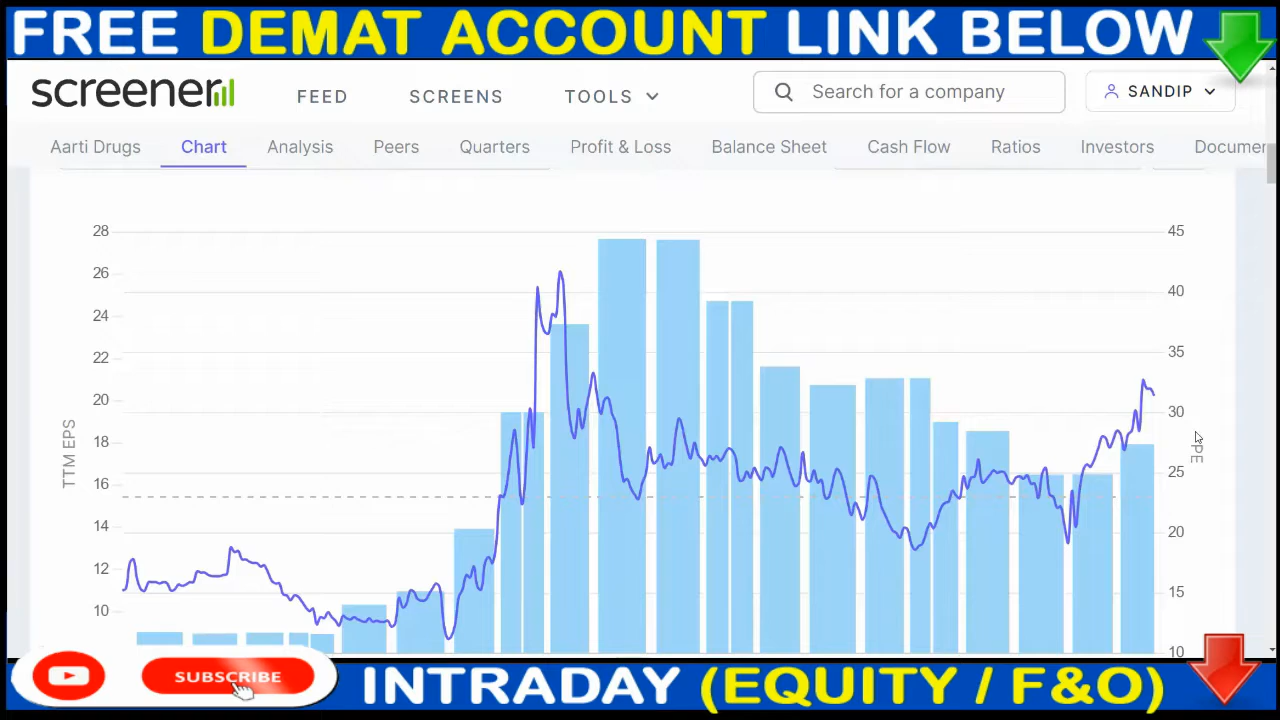 FREE DEMAT ACCOUNT LINK BELOW
screener
FEED SCREENS TOOLS
Search for a company
SANDIP
Aarti Drugs Chart Analysis Peers Quarters Profit & Loss Balance Sheet Cash Flow Ratios Investors Documen
28 45
26
40
24
22 35
20
30
18
16 25
14 20
12
15
10
10
TTM EPS
PE
SUBSCRIBE
INTRADAY (EQUITY / F&O)